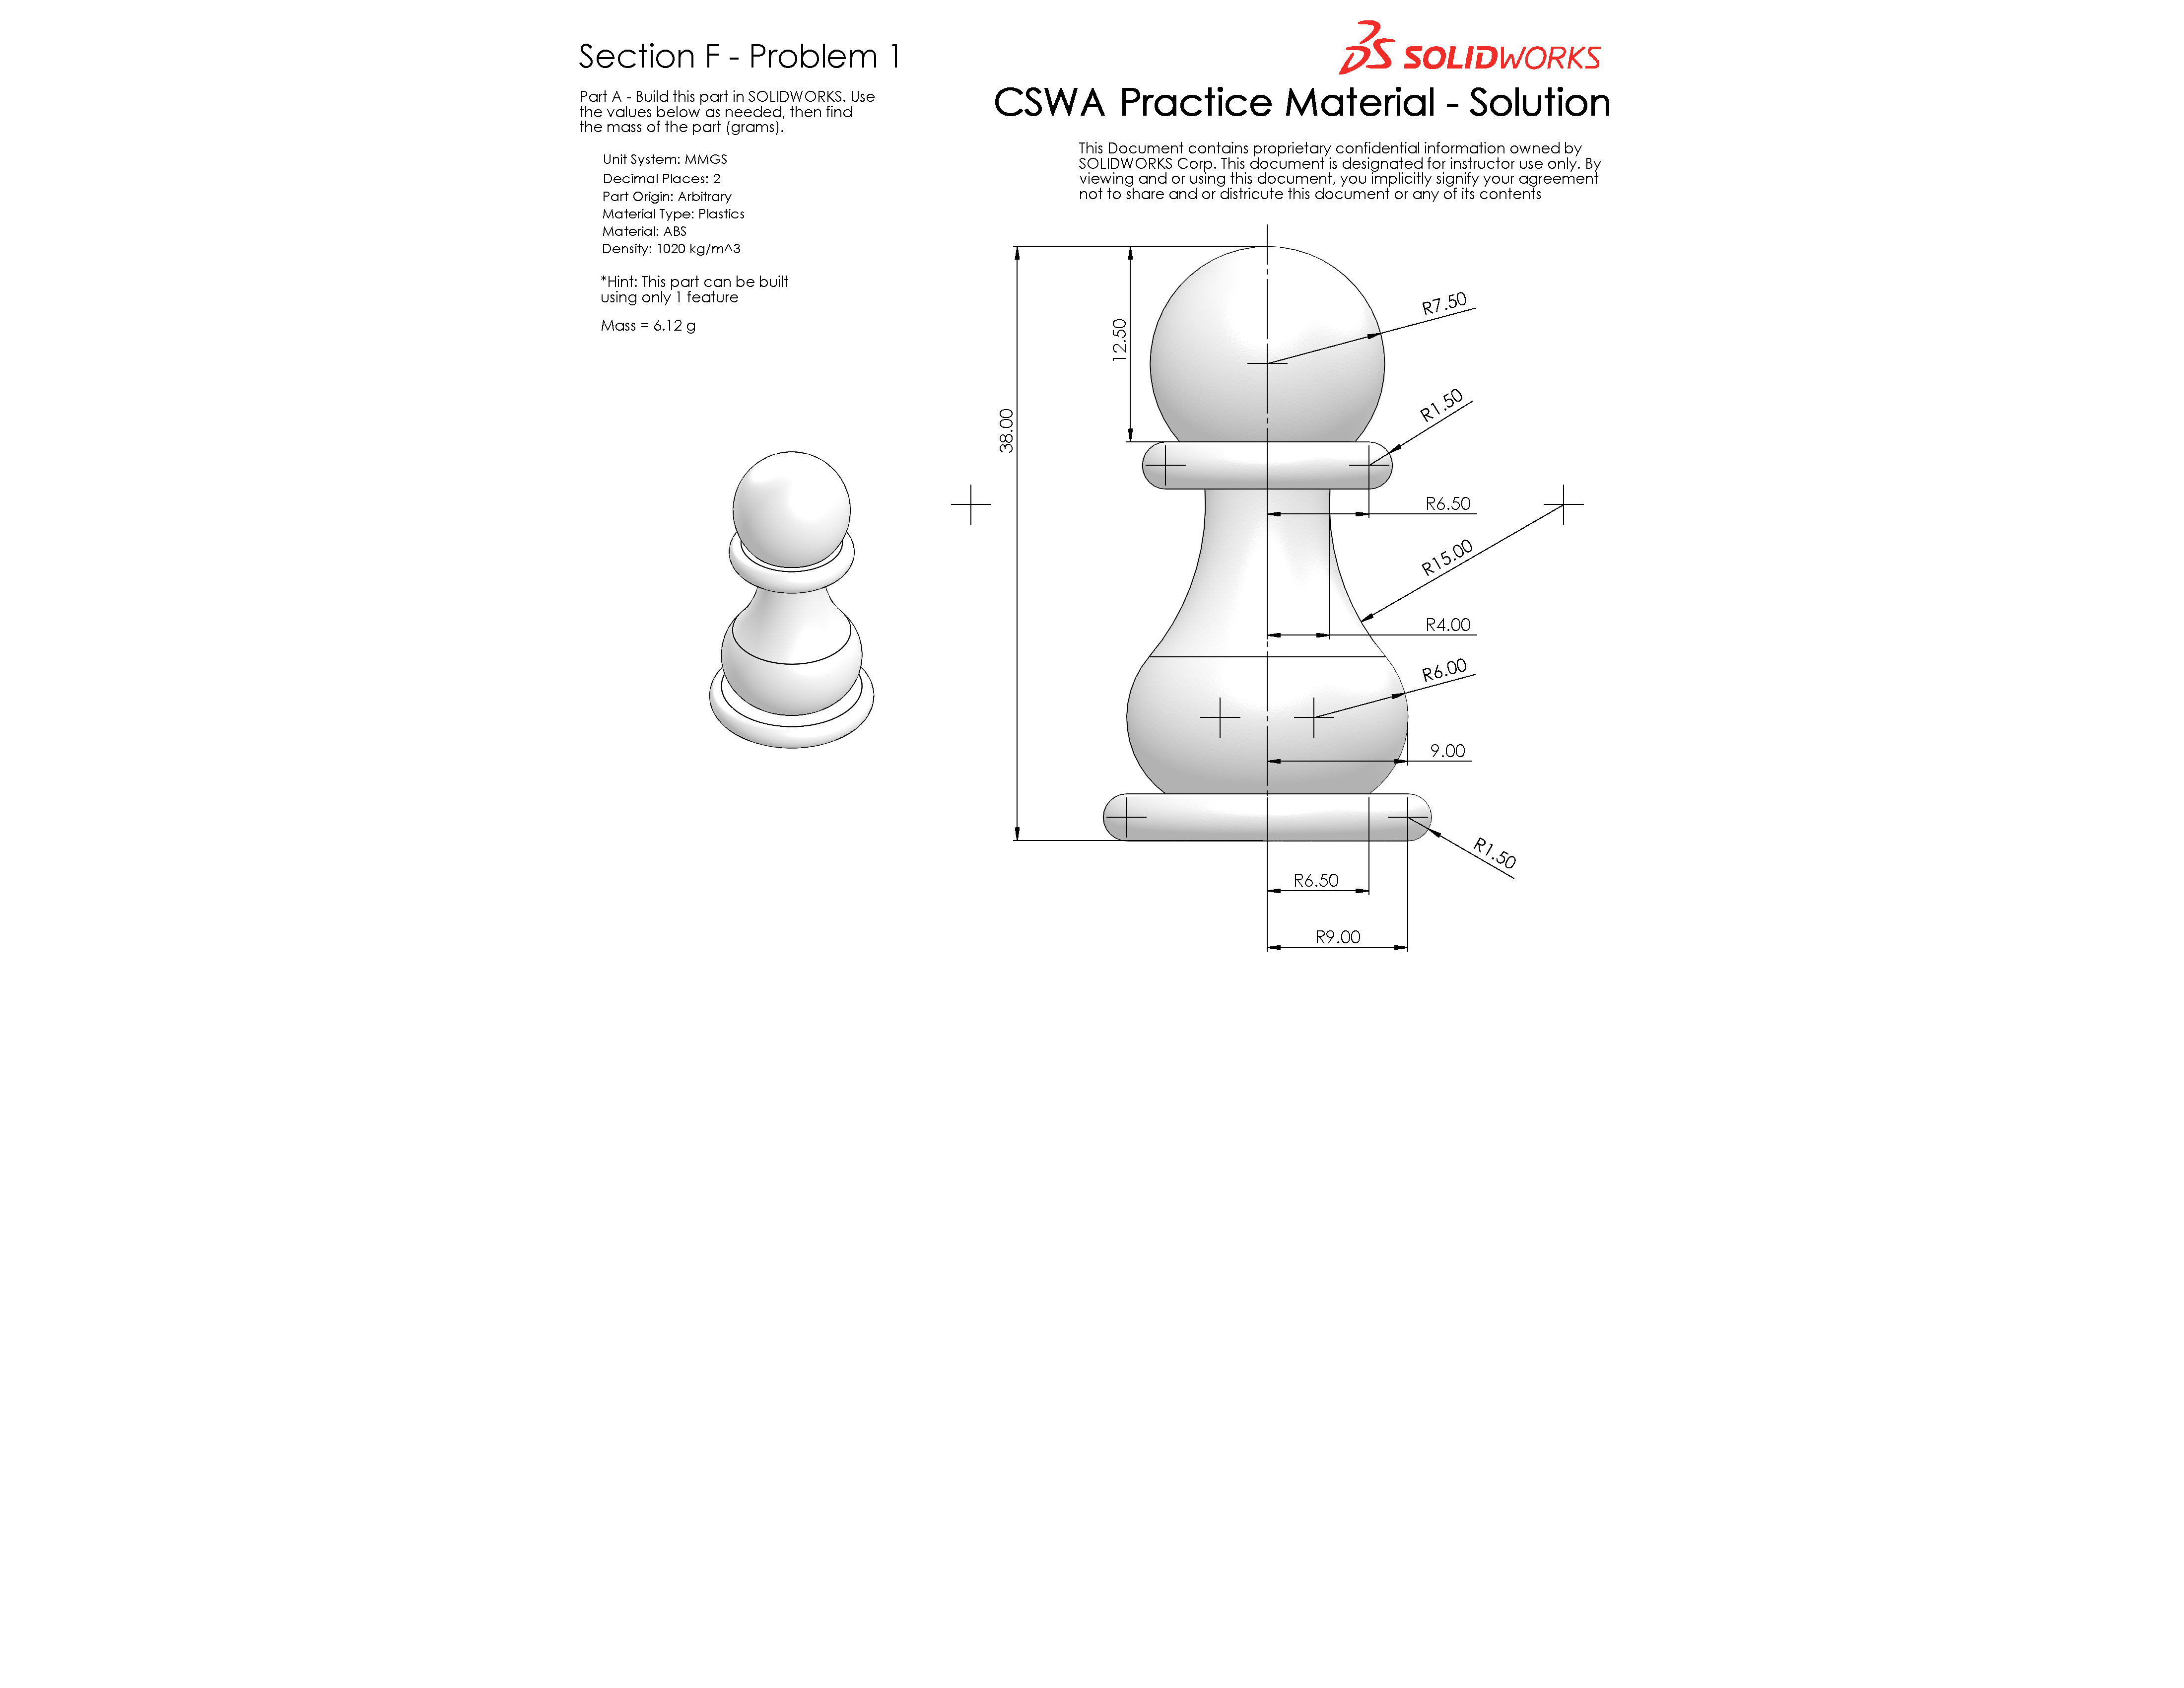 Section F - Problem 1
Part A - Build this part in SOLIDWORKS. Use
the values below as needed, then find
the mass of the part (grams).
Unit System: MMGS
Decimal Places: 2
Part Origin: Arbitrary
Material Type: Plastics
Material: ABS
Density: 1020 kg/m^3
*Hint: This part can be built
using only 1 feature
Mass = 6.12 g
SOLIDWORKS
CSWA Practice Material - Solution
This Document contains proprietary confidential information owned by
SOLIDWORKS Corp. This document is designated for instructor use only. By
viewing and or using this document, you implicitly signify your agreement
not to share and or districute this document or any of its contents
R7.50
12.50
R1.50
38.00
R6.50
R15.00
R4.00
R6.00
9.00
R1.50
R6.50
R9.00